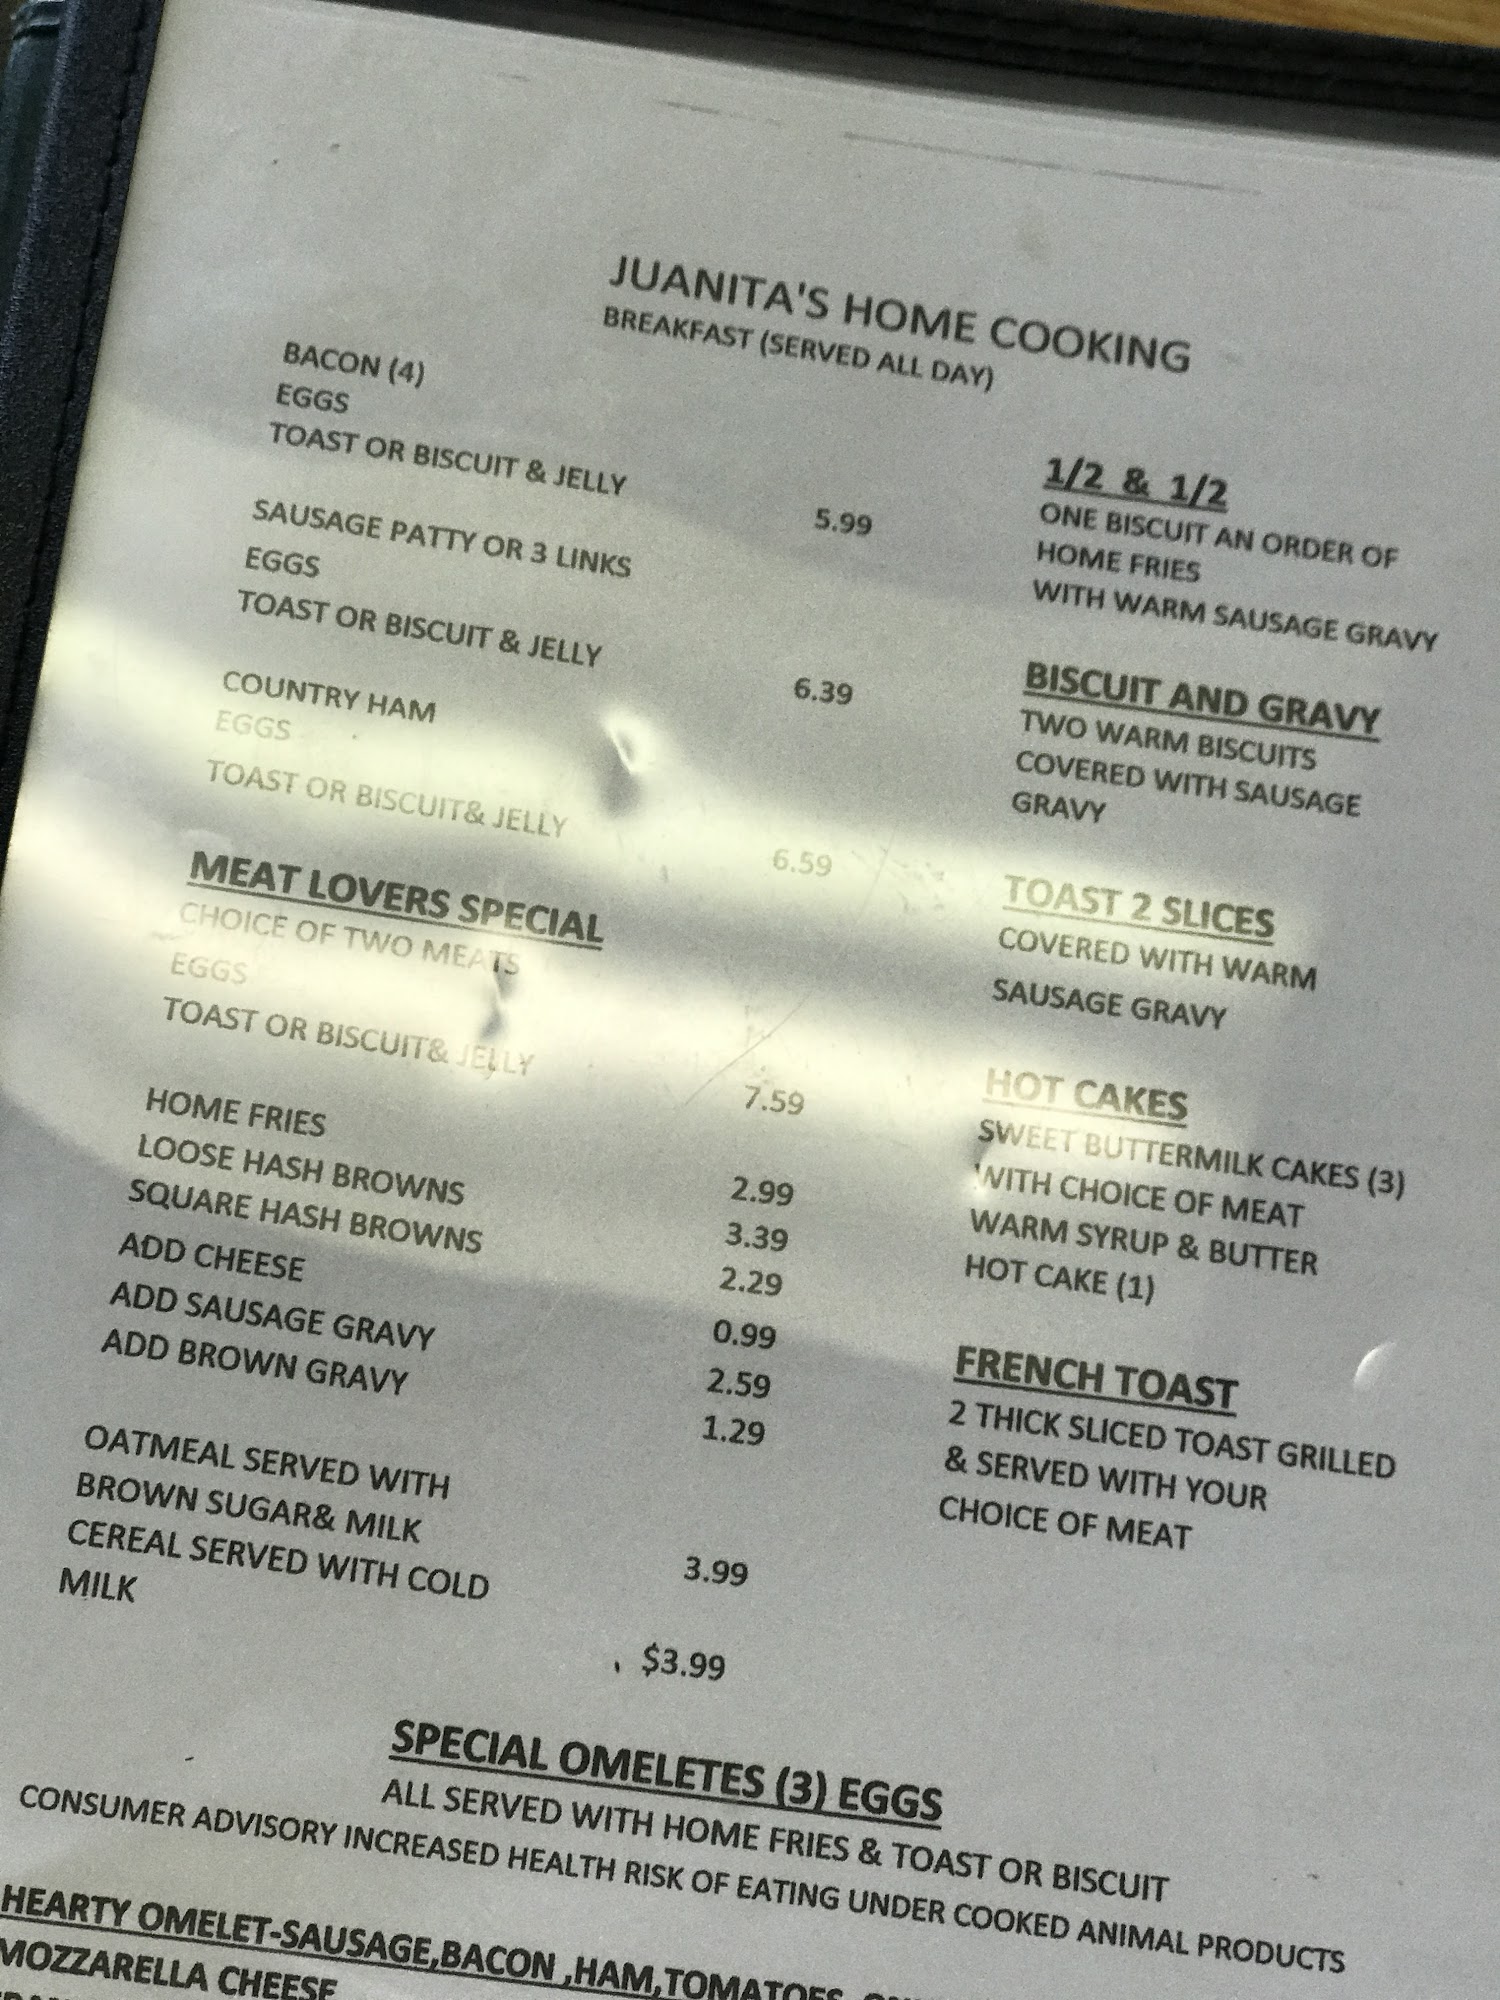 JUANITA'S HOME COOKING
BREAKFAST (SERVED ALL DAY)
BACON (4)
EGGS
TOAST OR BISCUIT & JELLY
5.99
SAUSAGE PATTY OR 3 LINKS
EGGS
TOAST OR BISCUIT & JELLY
6.39
COUNTRY HAM
EGGS
TOAST OR BISCUIT& JELLY
6.59
MEAT LOVERS SPECIAL
CHOICE OF TWO MEATS
EGGS
TOAST OR BISCUIT& JELLY
7.59
HOME FRIES 2.99
LOOSE HASH BROWNS 3.39
SQUARE HASH BROWNS 2.29
ADD CHEESE 0.99
ADD SAUSAGE GRAVY 2.59
ADD BROWN GRAVY 1.29
OATMEAL SERVED WITH
BROWN SUGAR& MILK 3.99
CEREAL SERVED WITH COLD
MILK $3.99
1/2 & 1/2
ONE BISCUIT AN ORDER OF
HOME FRIES
WITH WARM SAUSAGE GRAVY
BISCUIT AND GRAVY
TWO WARM BISCUITS
COVERED WITH SAUSAGE
GRAVY
TOAST 2 SLICES
COVERED WITH WARM
SAUSAGE GRAVY
HOT CAKES
SWEET BUTTERMILK CAKES (3)
WITH CHOICE OF MEAT
WARM SYRUP & BUTTER
HOT CAKE (1)
FRENCH TOAST
2 THICK SLICED TOAST GRILLED
& SERVED WITH YOUR
CHOICE OF MEAT
SPECIAL OMELETES (3) EGGS
ALL SERVED WITH HOME FRIES & TOAST OR BISCUIT
CONSUMER ADVISORY INCREASED HEALTH RISK OF EATING UNDER COOKED ANIMAL PRODUCTS
HEARTY OMELET-SAUSAGE,BACON ,HAM,TOMATOES,
MOZZARELLA CHEESE